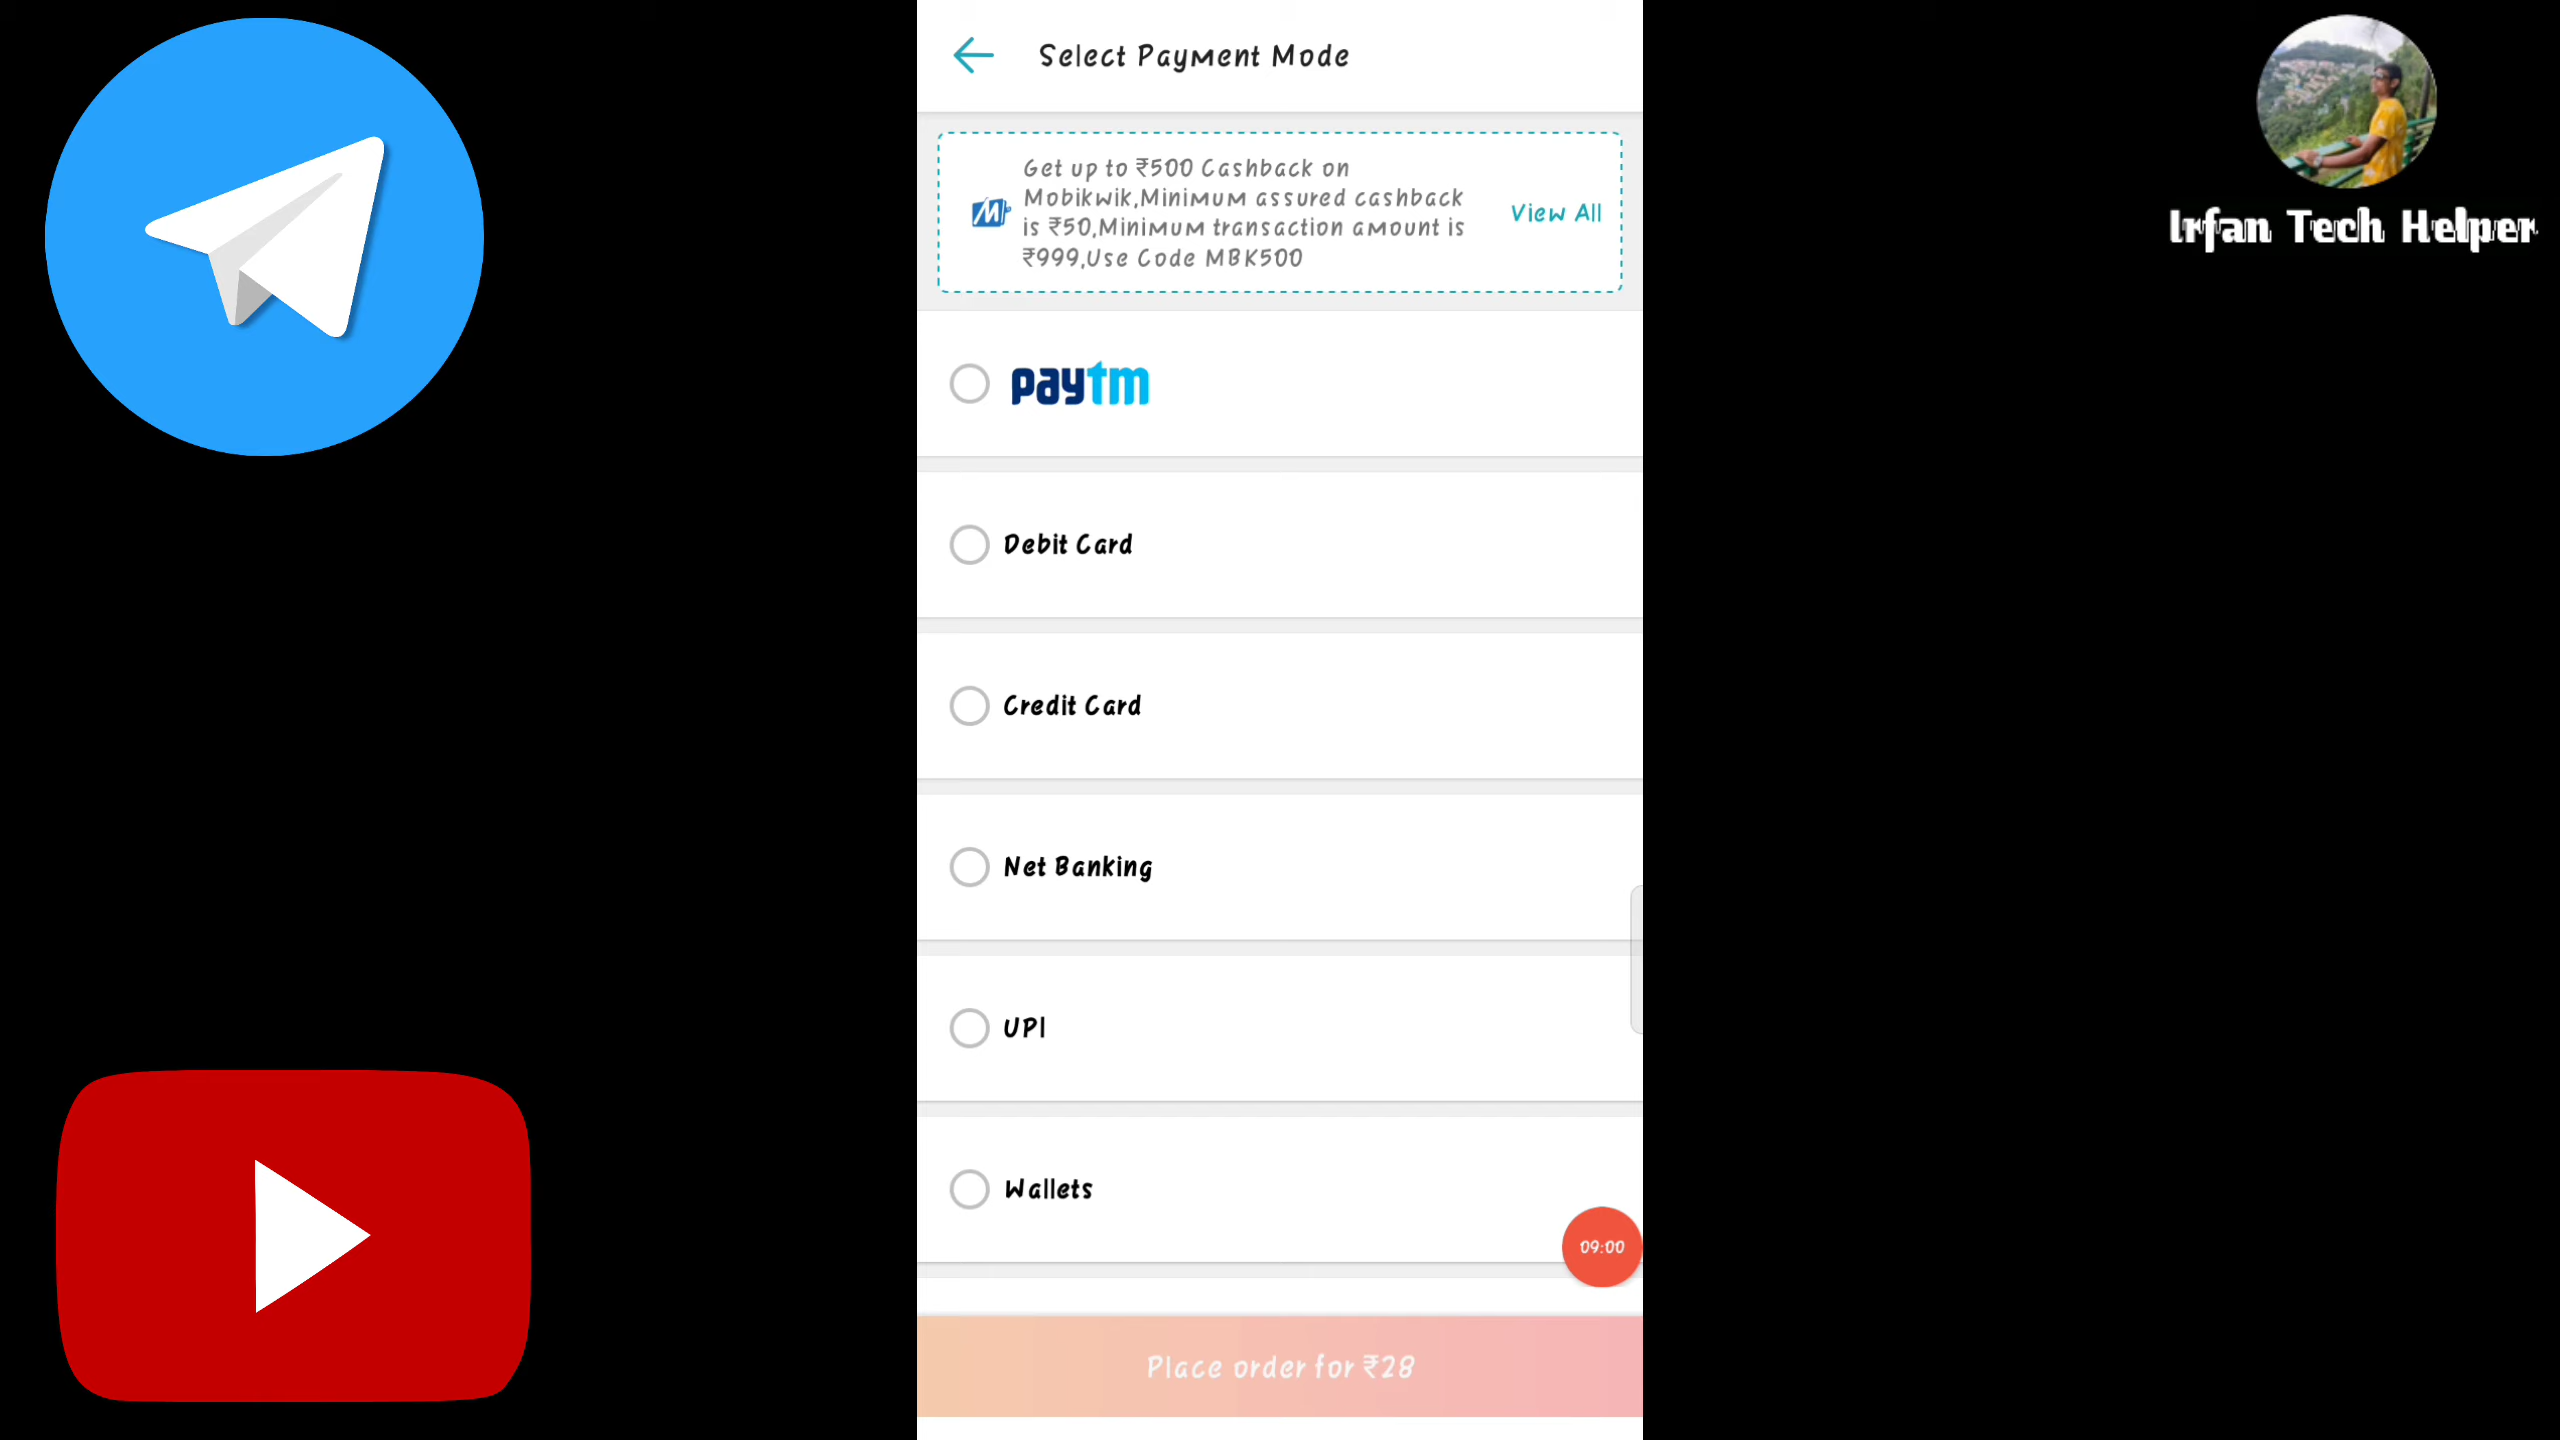 Select Payment Mode
Get up to ₹500 Cashback on
Mobikwik,Minimum assured cashback
is ₹50,Minimum transaction amount is
₹999,Use Code MBK500
View All
paytm
Debit Card
Credit Card
Net Banking
UPI
Wallets
09:00
Place order for ₹28
Irfan Tech Helper